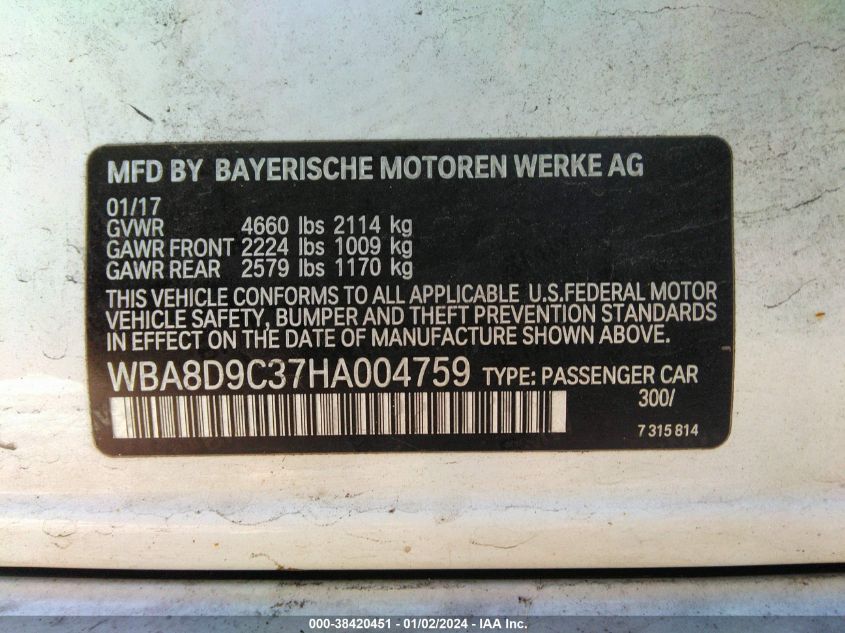 MFD BY BAYERISCHE MOTOREN WERKE AG
01/17
GVWR 4660 lbs 2114 kg
GAWR FRONT 2224 lbs 1009 kg
GAWR REAR 2579 lbs 1170 kg
THIS VEHICLE CONFORMS TO ALL APPLICABLE U.S.FEDERAL MOTOR
VEHICLE SAFETY, BUMPER AND THEFT PREVENTION STANDARDS
IN EFFECT ON THE DATE OF MANUFACTURE SHOWN ABOVE.
WBA8D9C37HA004759 TYPE: PASSENGER CAR
300/
7 315 814
000-38420451 - 01/02/2024 - IAA Inc.